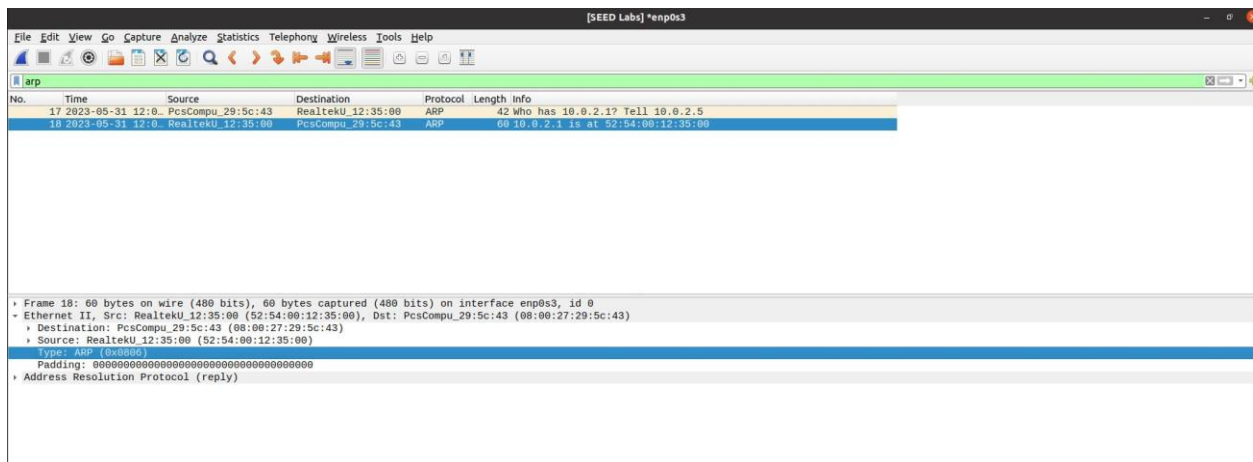 [SEED Labs] *enp0s3
File Edit View Go Capture Analyze Statistics Telephony Wireless Tools Help
arp
No. Time Source Destination Protocol Length Info
17 2023-05-31 12:0… PcsCompu_29:5c:43 RealtekU_12:35:00 ARP 42 Who has 10.0.2.1? Tell 10.0.2.5
18 2023-05-31 12:0… RealtekU_12:35:00 PcsCompu_29:5c:43 ARP 60 10.0.2.1 is at 52:54:00:12:35:00
Frame 18: 60 bytes on wire (480 bits), 60 bytes captured (480 bits) on interface enp0s3, id 0
Ethernet II, Src: RealtekU_12:35:00 (52:54:00:12:35:00), Dst: PcsCompu_29:5c:43 (08:00:27:29:5c:43)
Destination: PcsCompu_29:5c:43 (08:00:27:29:5c:43)
Source: RealtekU_12:35:00 (52:54:00:12:35:00)
Type: ARP (0x0806)
Padding: 000000000000000000000000000000000000
Address Resolution Protocol (reply)